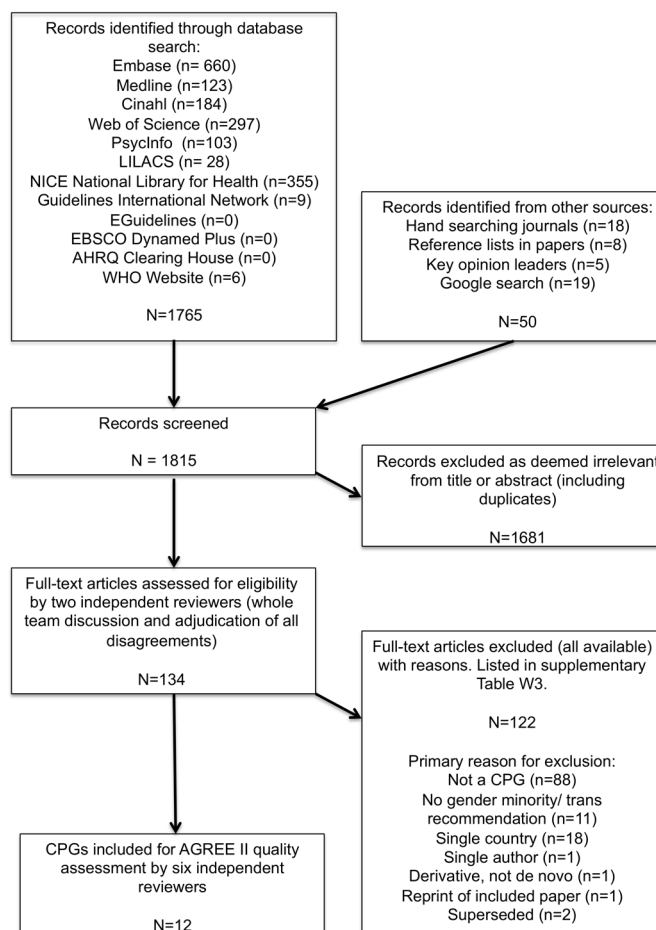 Records identified through database
search:
Embase (n= 660)
Medline (n=123)
Cinahl (n=184)
Web of Science (n=297)
PsycInfo (n=103)
LILACS (n= 28)
NICE National Library for Health (n=355)
Guidelines International Network (n=9)
EGuidelines (n=0)
EBSCO Dynamed Plus (n=0)
AHRQ Clearing House (n=0)
WHO Website (n=6)
N=1765
Records identified from other sources:
Hand searching journals (n=18)
Reference lists in papers (n=8)
Key opinion leaders (n=5)
Google search (n=19)
N=50
Records screened
N = 1815
Records excluded as deemed irrelevant
from title or abstract (including
duplicates)
N=1681
Full-text articles assessed for eligibility
by two independent reviewers (whole
team discussion and adjudication of all
disagreements)
N=134
Full-text articles excluded (all available)
with reasons. Listed in supplementary
Table W3.
N=122
Primary reason for exclusion:
Not a CPG (n=88)
No gender minority/ trans
recommendation (n=11)
Single country (n=18)
Single author (n=1)
Derivative, not de novo (n=1)
Reprint of included paper (n=1)
Superseded (n=2)
CPGs included for AGREE II quality
assessment by six independent
reviewers
N=12